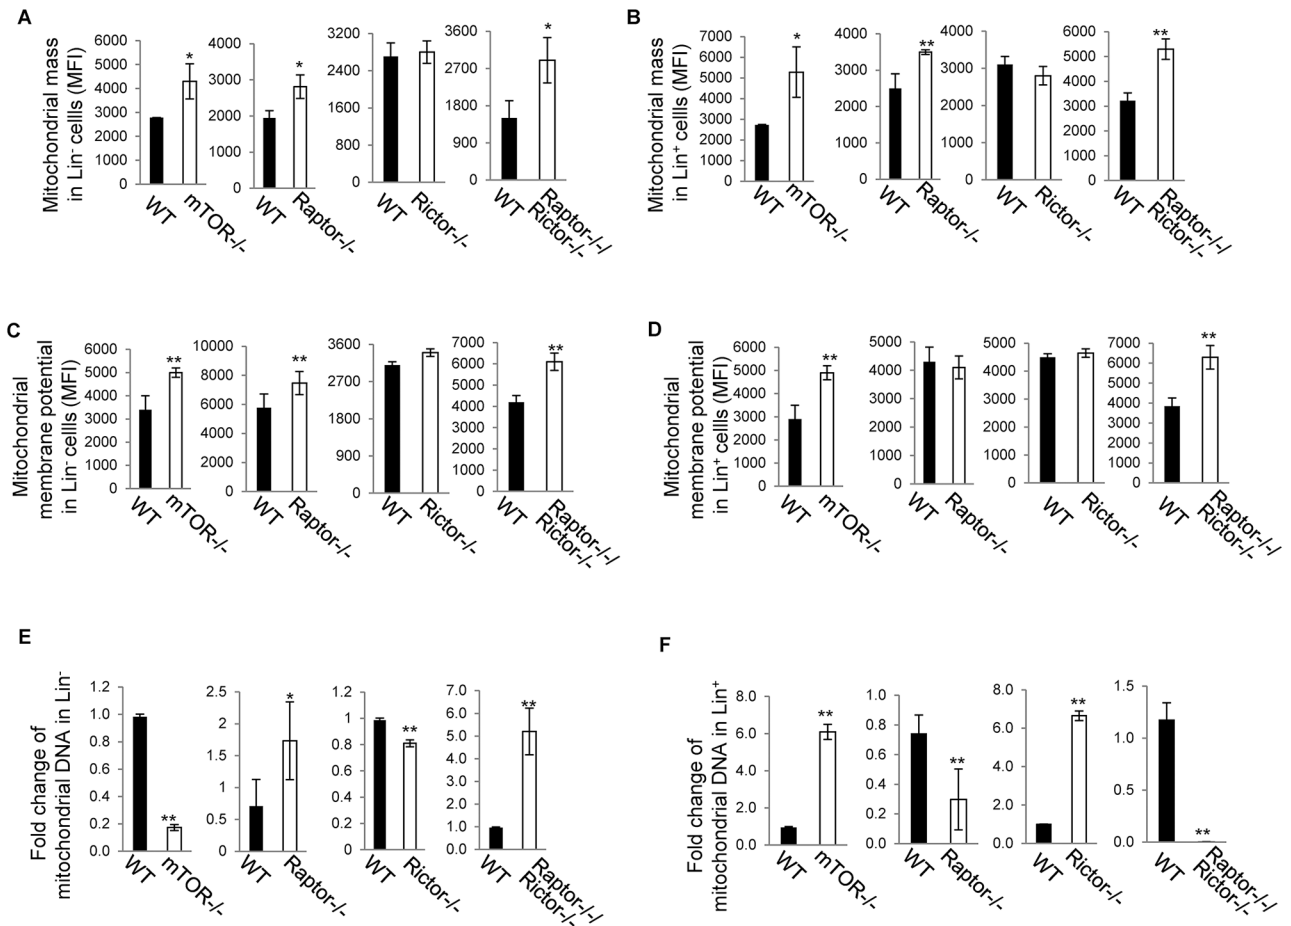 A
Mitochondrial mass
in Lin- cellls (MFI)
6000
5000
4000
3000
2000
1000
0
*
WT
mTOR-/-
4000
3000
2000
1000
0
*
WT
Raptor-/-
3200
2400
1600
800
0
WT
Rictor-/-
3600
2700
1800
900
0
*
WT
Raptor-/-/
Rictor-/-
B
Mitochondrial mass
in Lin+ cellls (MFI)
7000
6000
5000
4000
3000
2000
1000
0
*
WT
mTOR-/-
4000
3000
2000
1000
0
**
WT
Raptor-/-
4000
3000
2000
1000
0
WT
Rictor-/-
6000
5000
4000
3000
2000
1000
0
**
WT
Raptor-/-/
Rictor-/-
C
Mitochondrial
membrane potential
in Lin- cellls (MFI)
6000
5000
4000
3000
2000
1000
0
**
WT
mTOR-/-
10000
8000
6000
4000
2000
0
**
WT
Raptor-/-
3600
2700
1800
900
0
WT
Rictor-/-
7000
6000
5000
4000
3000
2000
1000
0
**
WT
Raptor-/-/
Rictor-/-
D
Mitochondrial
membrane potential
in Lin+ cellls (MFI)
6000
5000
4000
3000
2000
1000
0
**
WT
mTOR-/-
5000
4000
3000
2000
1000
0
WT
Raptor-/-
5000
4000
3000
2000
1000
0
WT
Rictor-/-
7000
6000
5000
4000
3000
2000
1000
0
**
WT
Raptor-/-/
Rictor-/-
E
Fold change of
mitochondrial DNA in Lin-
1.2
1.0
0.8
0.6
0.4
0.2
0.0
**
WT
mTOR-/-
2.5
2
1.5
1
0.5
0
*
WT
Raptor-/-
1.2
1
0.8
0.6
0.4
0.2
0
**
WT
Rictor-/-
7.0
6.0
5.0
4.0
3.0
2.0
1.0
0.0
**
WT
Raptor-/-/
Rictor-/-
F
Fold change of
mitochondrial DNA in Lin+
8.0
6.0
4.0
2.0
0.0
**
WT
mTOR-/-
1.0
0.8
0.6
0.4
0.2
0.0
**
WT
Raptor-/-
8.0
6.0
4.0
2.0
0.0
**
WT
Rictor-/-
1.5
1.0
0.5
0.0
**
WT
Raptor-/-/
Rictor-/-